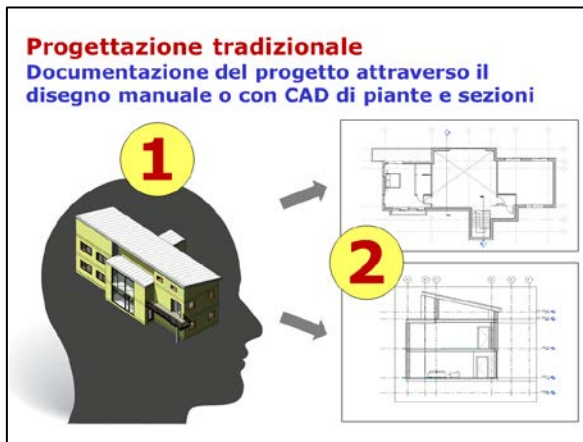 Progettazione tradizionale
Documentazione del progetto attraverso il
disegno manuale o con CAD di piante e sezioni
1
2